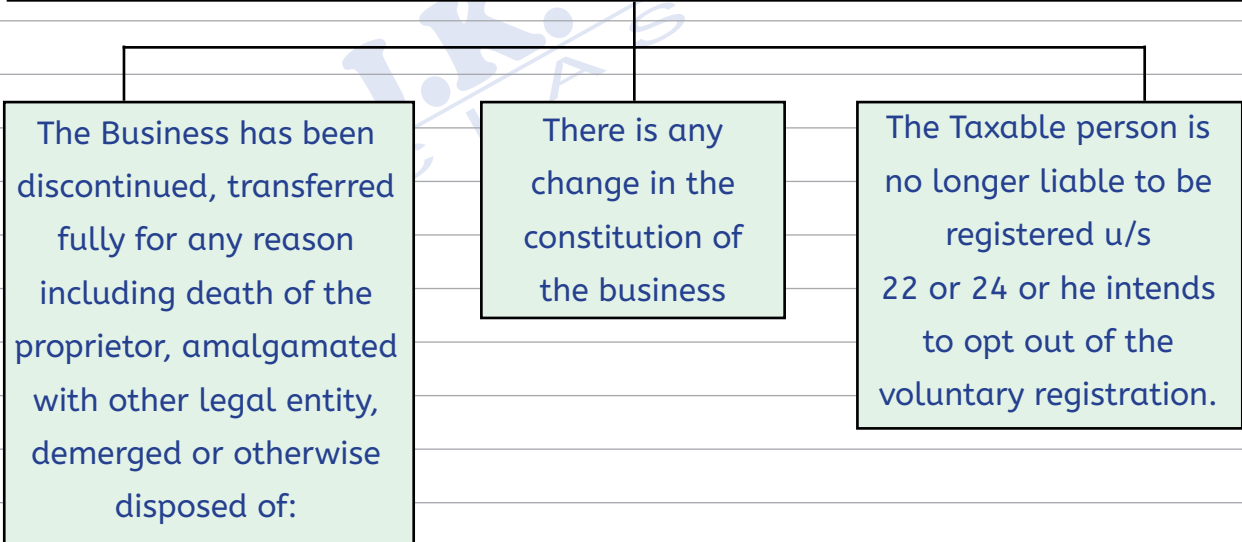 J.K.
The Business has been
discontinued, transferred
fully for any reason
including death of the
proprietor, amalgamated
with other legal entity,
demerged or otherwise
disposed of:
There is any
change in the
constitution of
the business
The Taxable person is
no longer liable to be
registered u/s
22 or 24 or he intends
to opt out of the
voluntary registration.